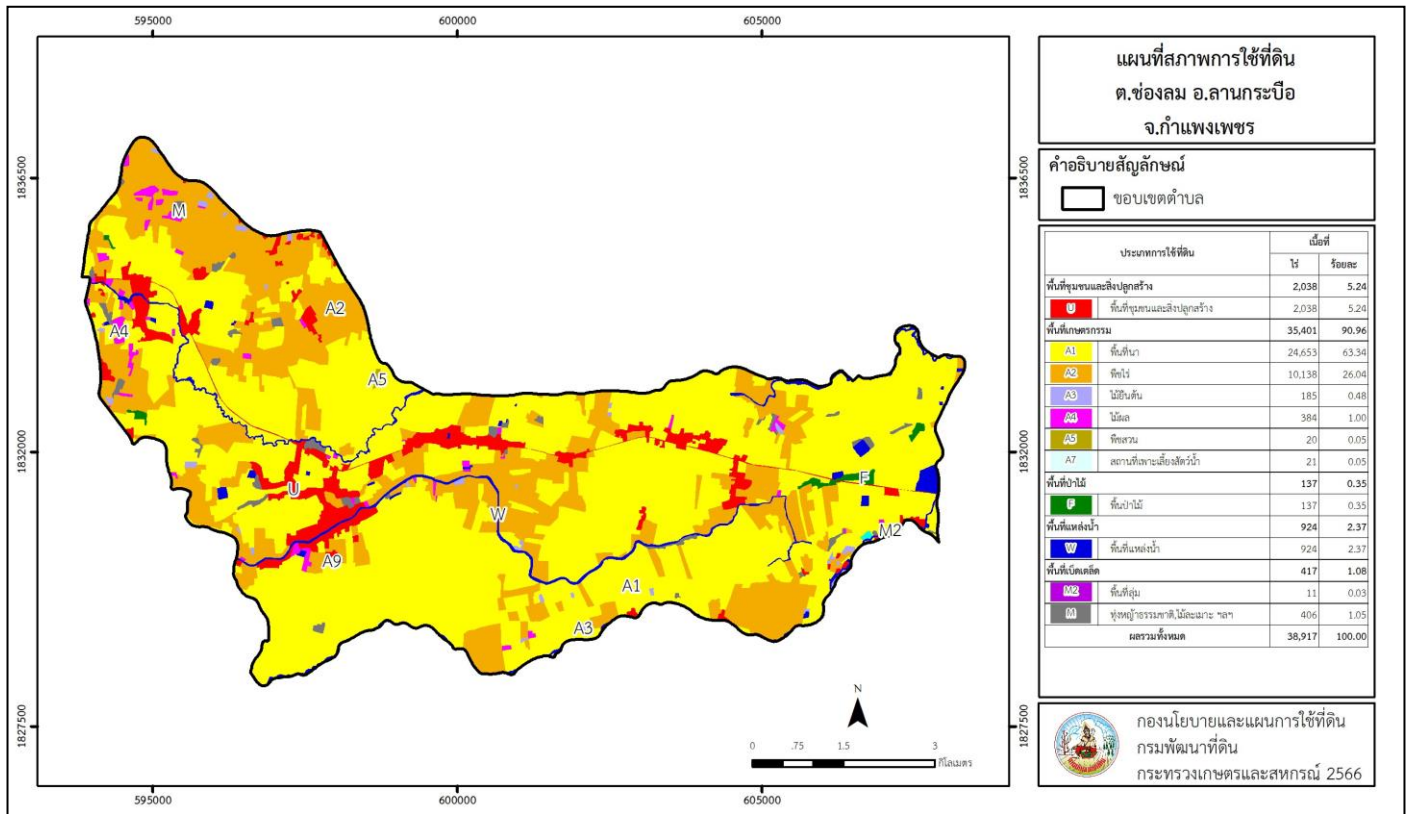 595000 600000 605000
1836500
1832000
1827500
M
A2
A4
A5
U
W
F
M2
A9
A1
A3
N
0 .75 1.5 3
กิโลเมตร
595000 600000 605000
1836500
1832000
1827500
แผนที่สภาพการใช้ที่ดิน
ต.ช่องลม อ.ลานกระบือ
จ.กำแพงเพชร
คำอธิบายสัญลักษณ์
ขอบเขตตำบล
ประเภทการใช้ที่ดิน เนื้อที่
ไร่ ร้อยละ
พื้นที่ชุมชนและสิ่งปลูกสร้าง 2,038 5.24
U พื้นที่ชุมชนและสิ่งปลูกสร้าง 2,038 5.24
พื้นที่เกษตรกรรม 35,401 90.96
A1 พื้นที่นา 24,653 63.34
A2 พืชไร่ 10,138 26.04
A3 ไม้ยืนต้น 185 0.48
A4 ไม้ผล 384 1.00
A5 พืชสวน 20 0.05
A7 สถานที่เพาะเลี้ยงสัตว์น้ำ 21 0.05
พื้นที่ป่าไม้ 137 0.35
F พื้นป่าไม้ 137 0.35
พื้นที่แหล่งน้ำ 924 2.37
W พื้นที่แหล่งน้ำ 924 2.37
พื้นที่เบ็ดเตล็ด 417 1.08
M2 พื้นที่ลุ่ม 11 0.03
M ทุ่งหญ้าธรรมชาติ,ไม้ละเมาะ ฯลฯ 406 1.05
ผลรวมทั้งหมด 38,917 100.00
กองนโยบายและแผนการใช้ที่ดิน
กรมพัฒนาที่ดิน
กระทรวงเกษตรและสหกรณ์ 2566